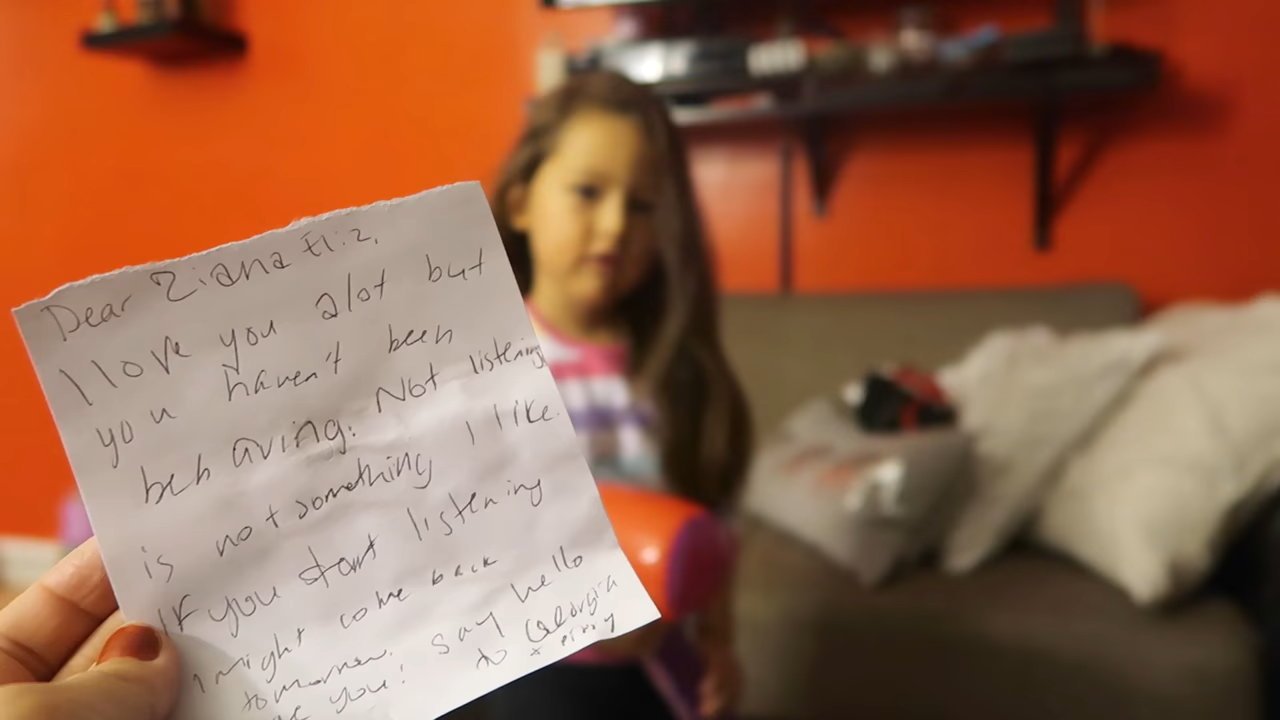 Dear Ziana Eliz,
I love you alot but
you haven't been
behaving. Not listening
is not something I like.
If you start listening
I might come back
tomorrow. say hello
you! to Georgia
x